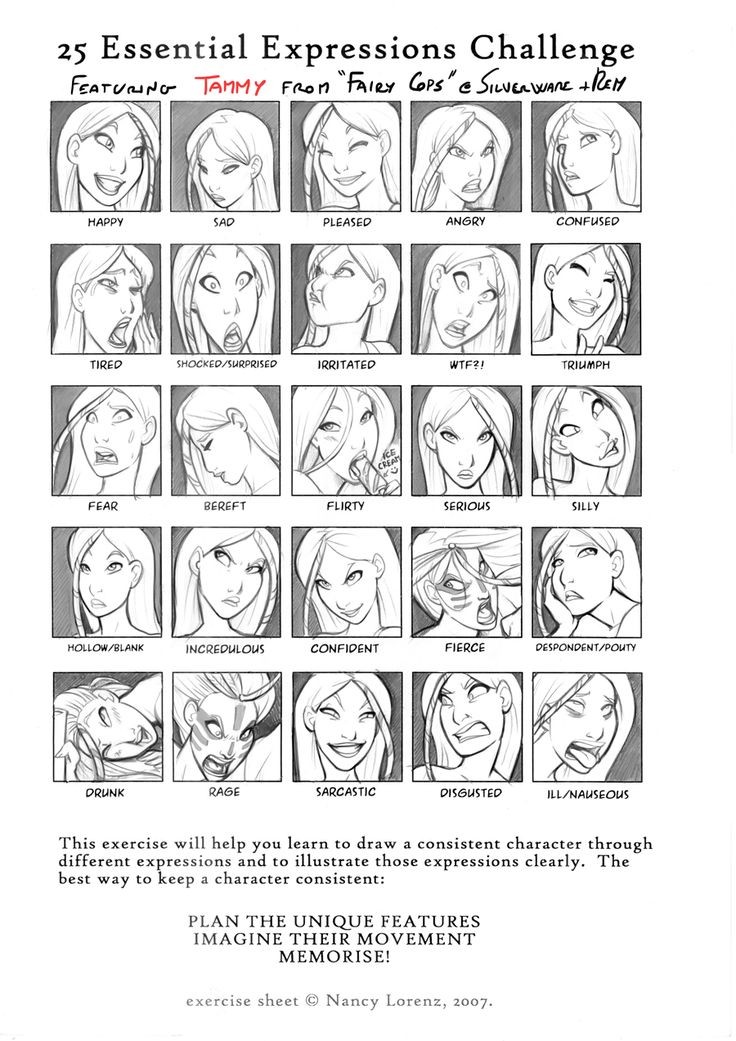 25 Essential Expressions Challenge
FEATURING TAMMY FROM "FAIRY COPS" © SILVERWARE + REM
HAPPY SAD PLEASED ANGRY CONFUSED
TIRED SHOCKED/SURPRISED IRRITATED WTF?! TRIUMPH
ICE
CREAM
FEAR BEREFT FLIRTY SERIOUS SILLY
HOLLOW/BLANK INCREDULOUS CONFIDENT FIERCE DESPONDENT/POUTY
DRUNK RAGE SARCASTIC DISGUSTED ILL/NAUSEOUS
This exercise will help you learn to draw a consistent character through
different expressions and to illustrate those expressions clearly. The
best way to keep a character consistent:
PLAN THE UNIQUE FEATURES
IMAGINE THEIR MOVEMENT
MEMORISE!
exercise sheet © Nancy Lorenz, 2007.